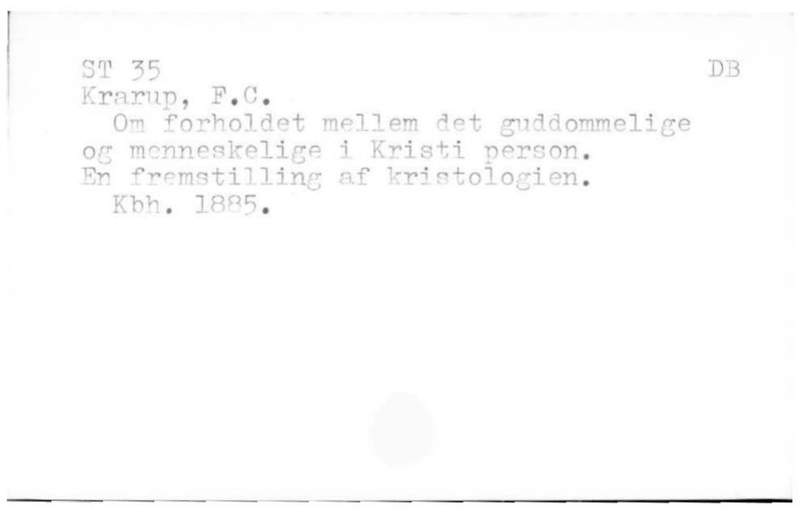 ST 35 DB
Krarup, F.C.
Om forholdet mellem det guddommelige
og menneskelige i Kristi person.
En fremstilling af kristologien.
Kbh. 1885.